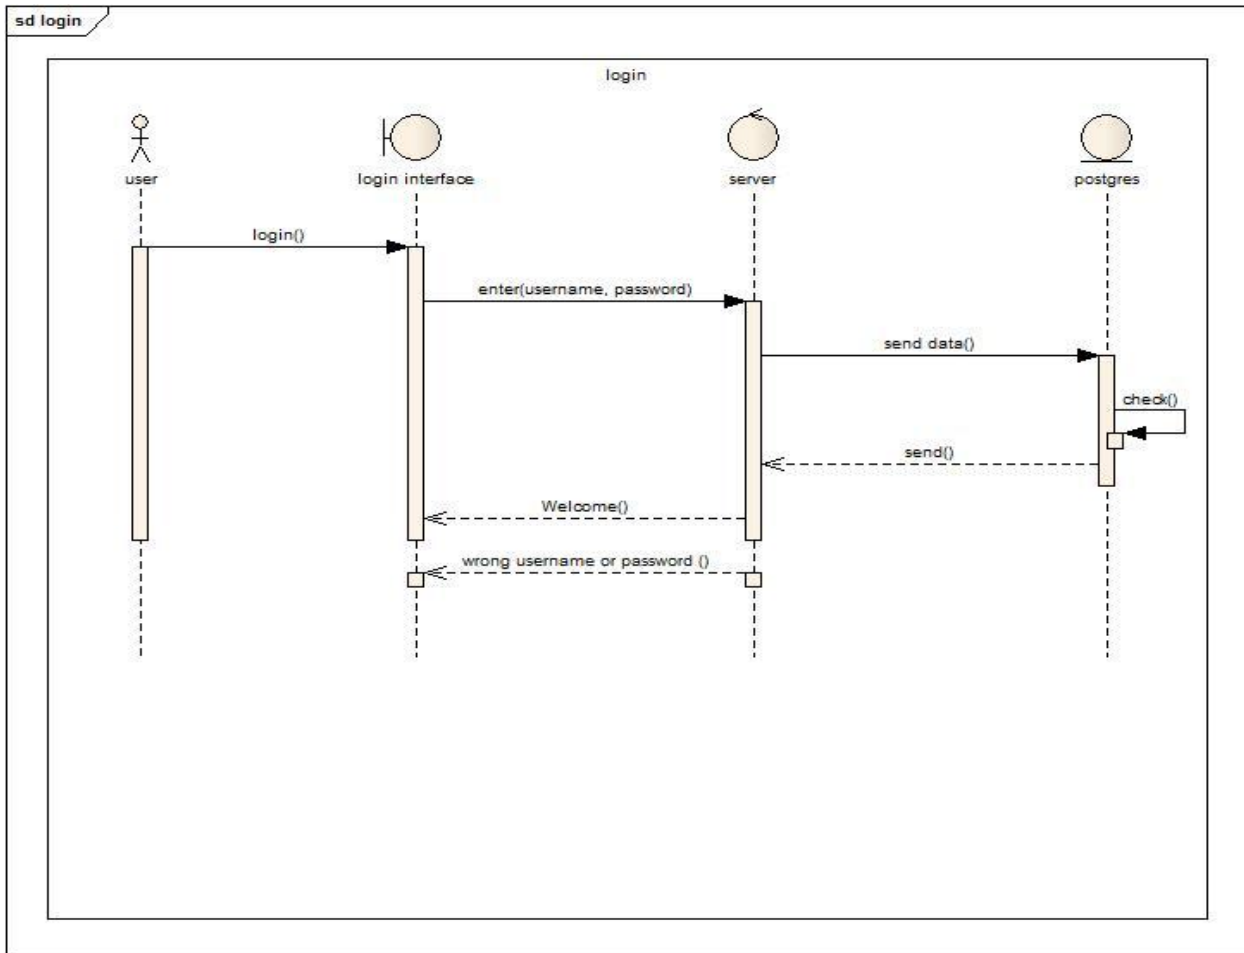 sd login
login
user
login interface
server
postgres
login()
enter(username, password)
send data()
check()
send()
Welcome()
wrong username or password ()